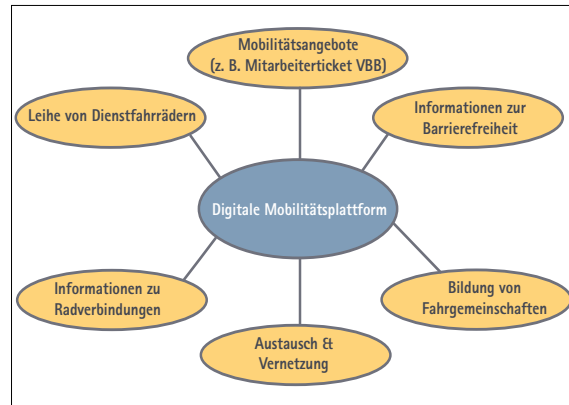 Mobilitätsangebote
(z. B. Mitarbeiterticket VBB)
Leihe von Dienstfahrrädern
Informationen zur
Barrierefreiheit
Digitale Mobilitätsplattform
Informationen zu
Radverbindungen
Bildung von
Fahrgemeinschaften
Austausch &
Vernetzung